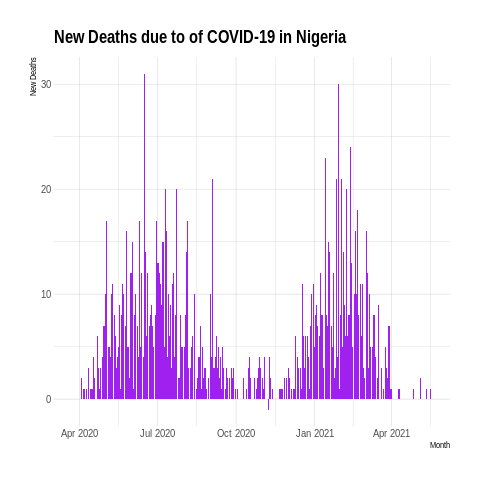 New Deaths due to of COVID-19 in Nigeria
New Deaths
30
20
10
0
Apr 2020 Jul 2020 Oct 2020 Jan 2021 Apr 2021
Month